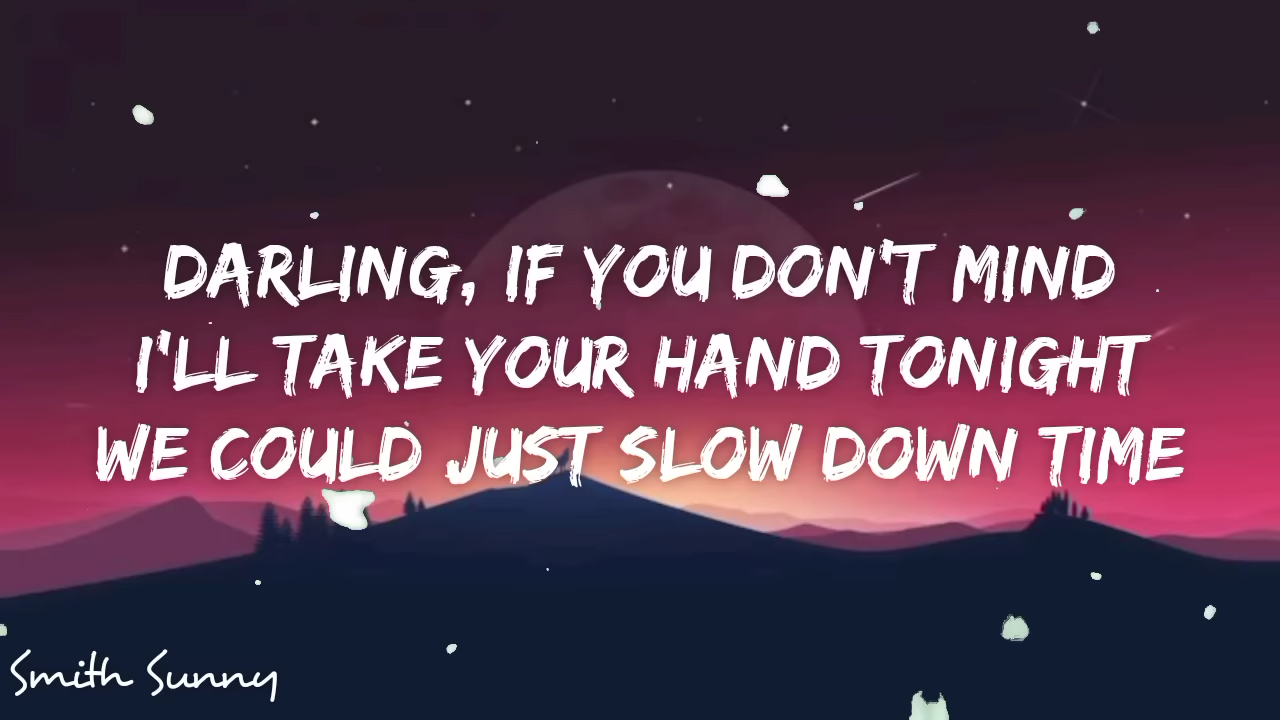 DARLING, IF YOU DON'T MIND
I'LL TAKE YOUR HAND TONIGHT
WE COULD JUST SLOW DOWN TIME
Smith Sunny